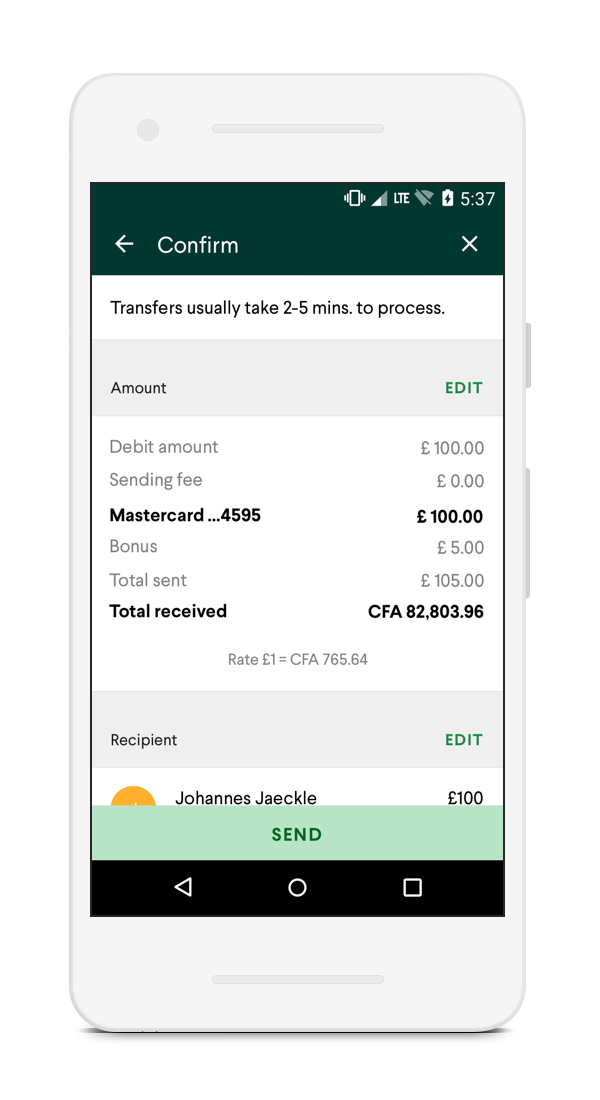 LTE 5:37
Confirm
Transfers usually take 2-5 mins. to process.
Amount EDIT
Debit amount £ 100.00
Sending fee £ 0.00
Mastercard ...4595 £ 100.00
Bonus £ 5.00
Total sent £ 105.00
Total received CFA 82,803.96
Rate £1 = CFA 765.64
Recipient EDIT
Johannes Jaeckle £100
SEND